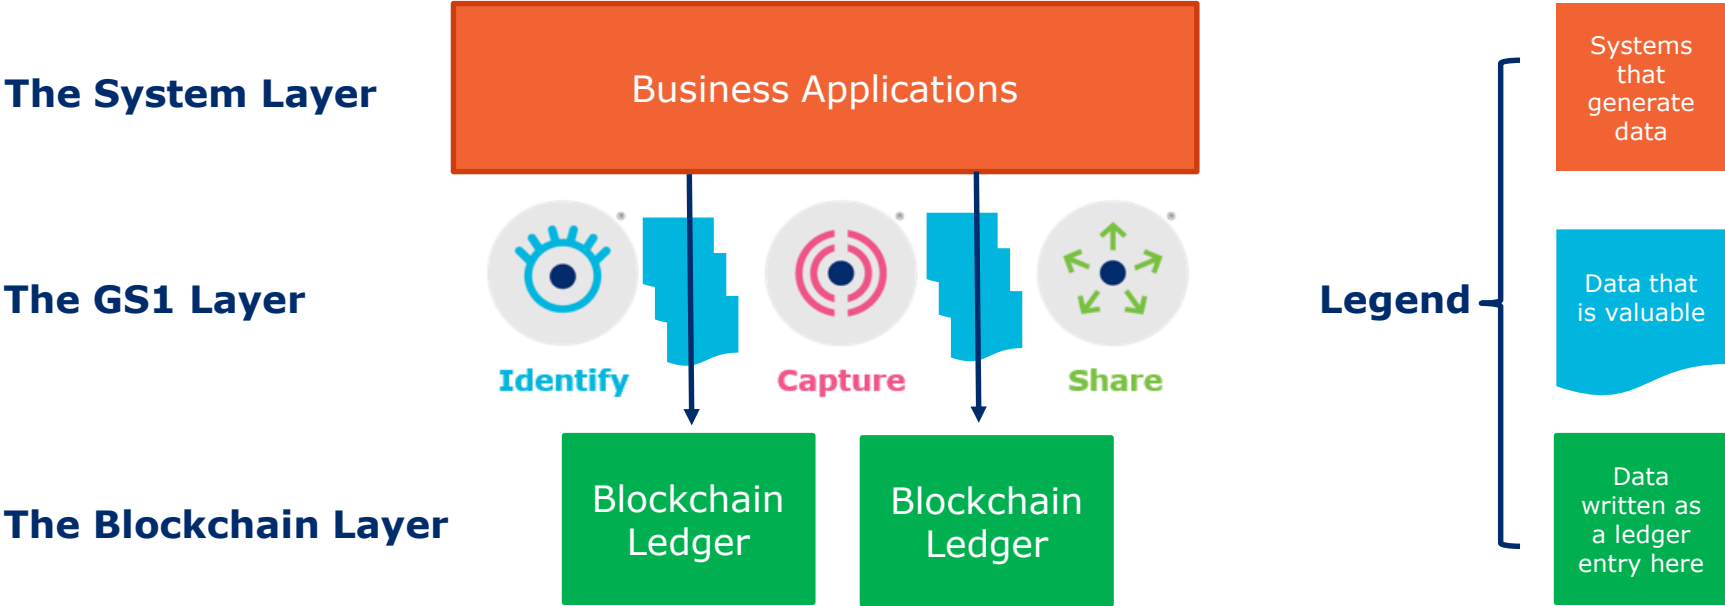 The System Layer
Business Applications
Systems
that
generate
data
The GS1 Layer
®
®
®
Identify
Capture
Share
Legend
Data that
is valuable
The Blockchain Layer
Blockchain
Ledger
Blockchain
Ledger
Data
written as
a ledger
entry here